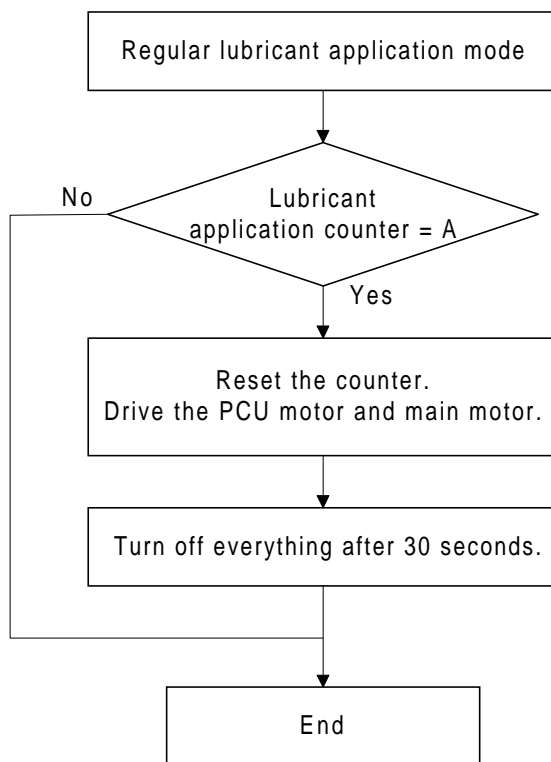 Regular lubricant application mode
No
Lubricant
application counter = A
Yes
Reset the counter.
Drive the PCU motor and main motor.
Turn off everything after 30 seconds.
End